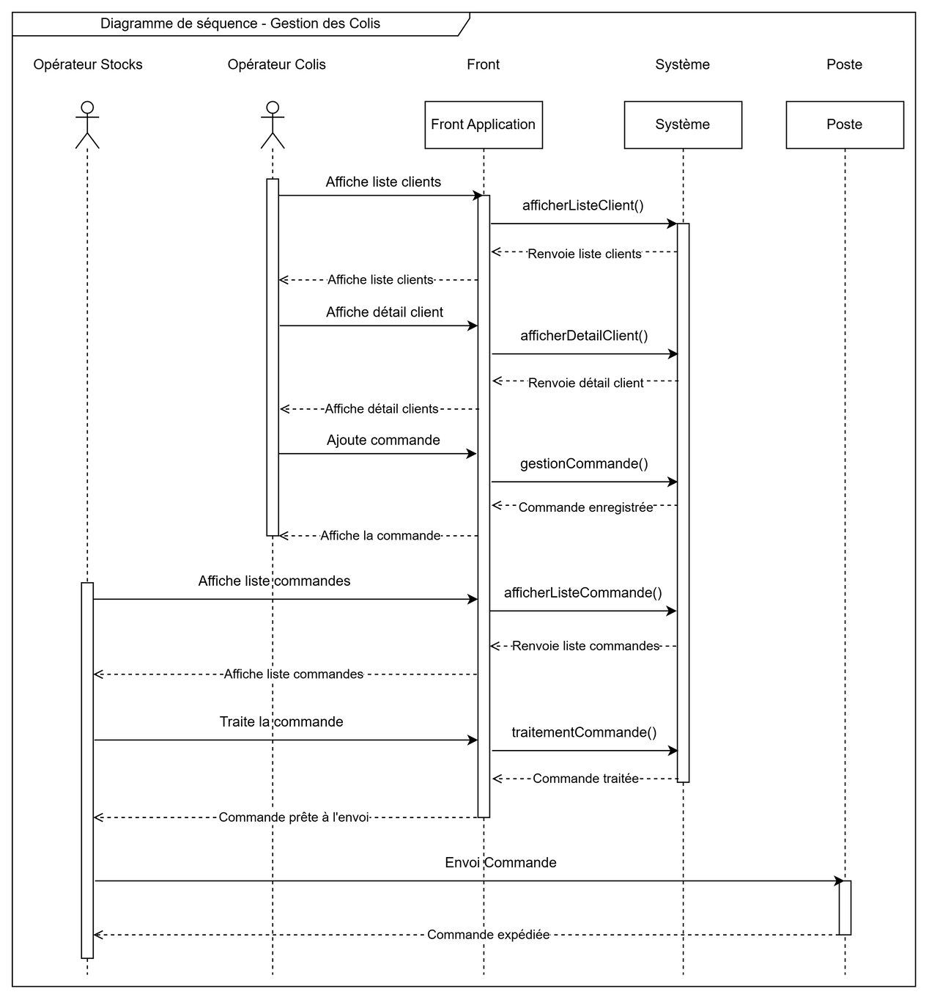 Diagramme de séquence - Gestion des Colis
Opérateur Stocks
Opérateur Colis
Front
Système
Poste
Front Application
Système
Poste
Affiche liste clients
afficherListeClient()
Renvoie liste clients
Affiche liste clients
Affiche détail client
afficherDetailClient()
Renvoie détail client
Affiche détail clients
Ajoute commande
gestionCommande()
Commande enregistrée
Affiche la commande
Affiche liste commandes
afficherListeCommande()
Renvoie liste commandes
Affiche liste commandes
Traite la commande
traitementCommande()
Commande traitée
Commande prête à l'envoi
Envoi Commande
Commande expédiée